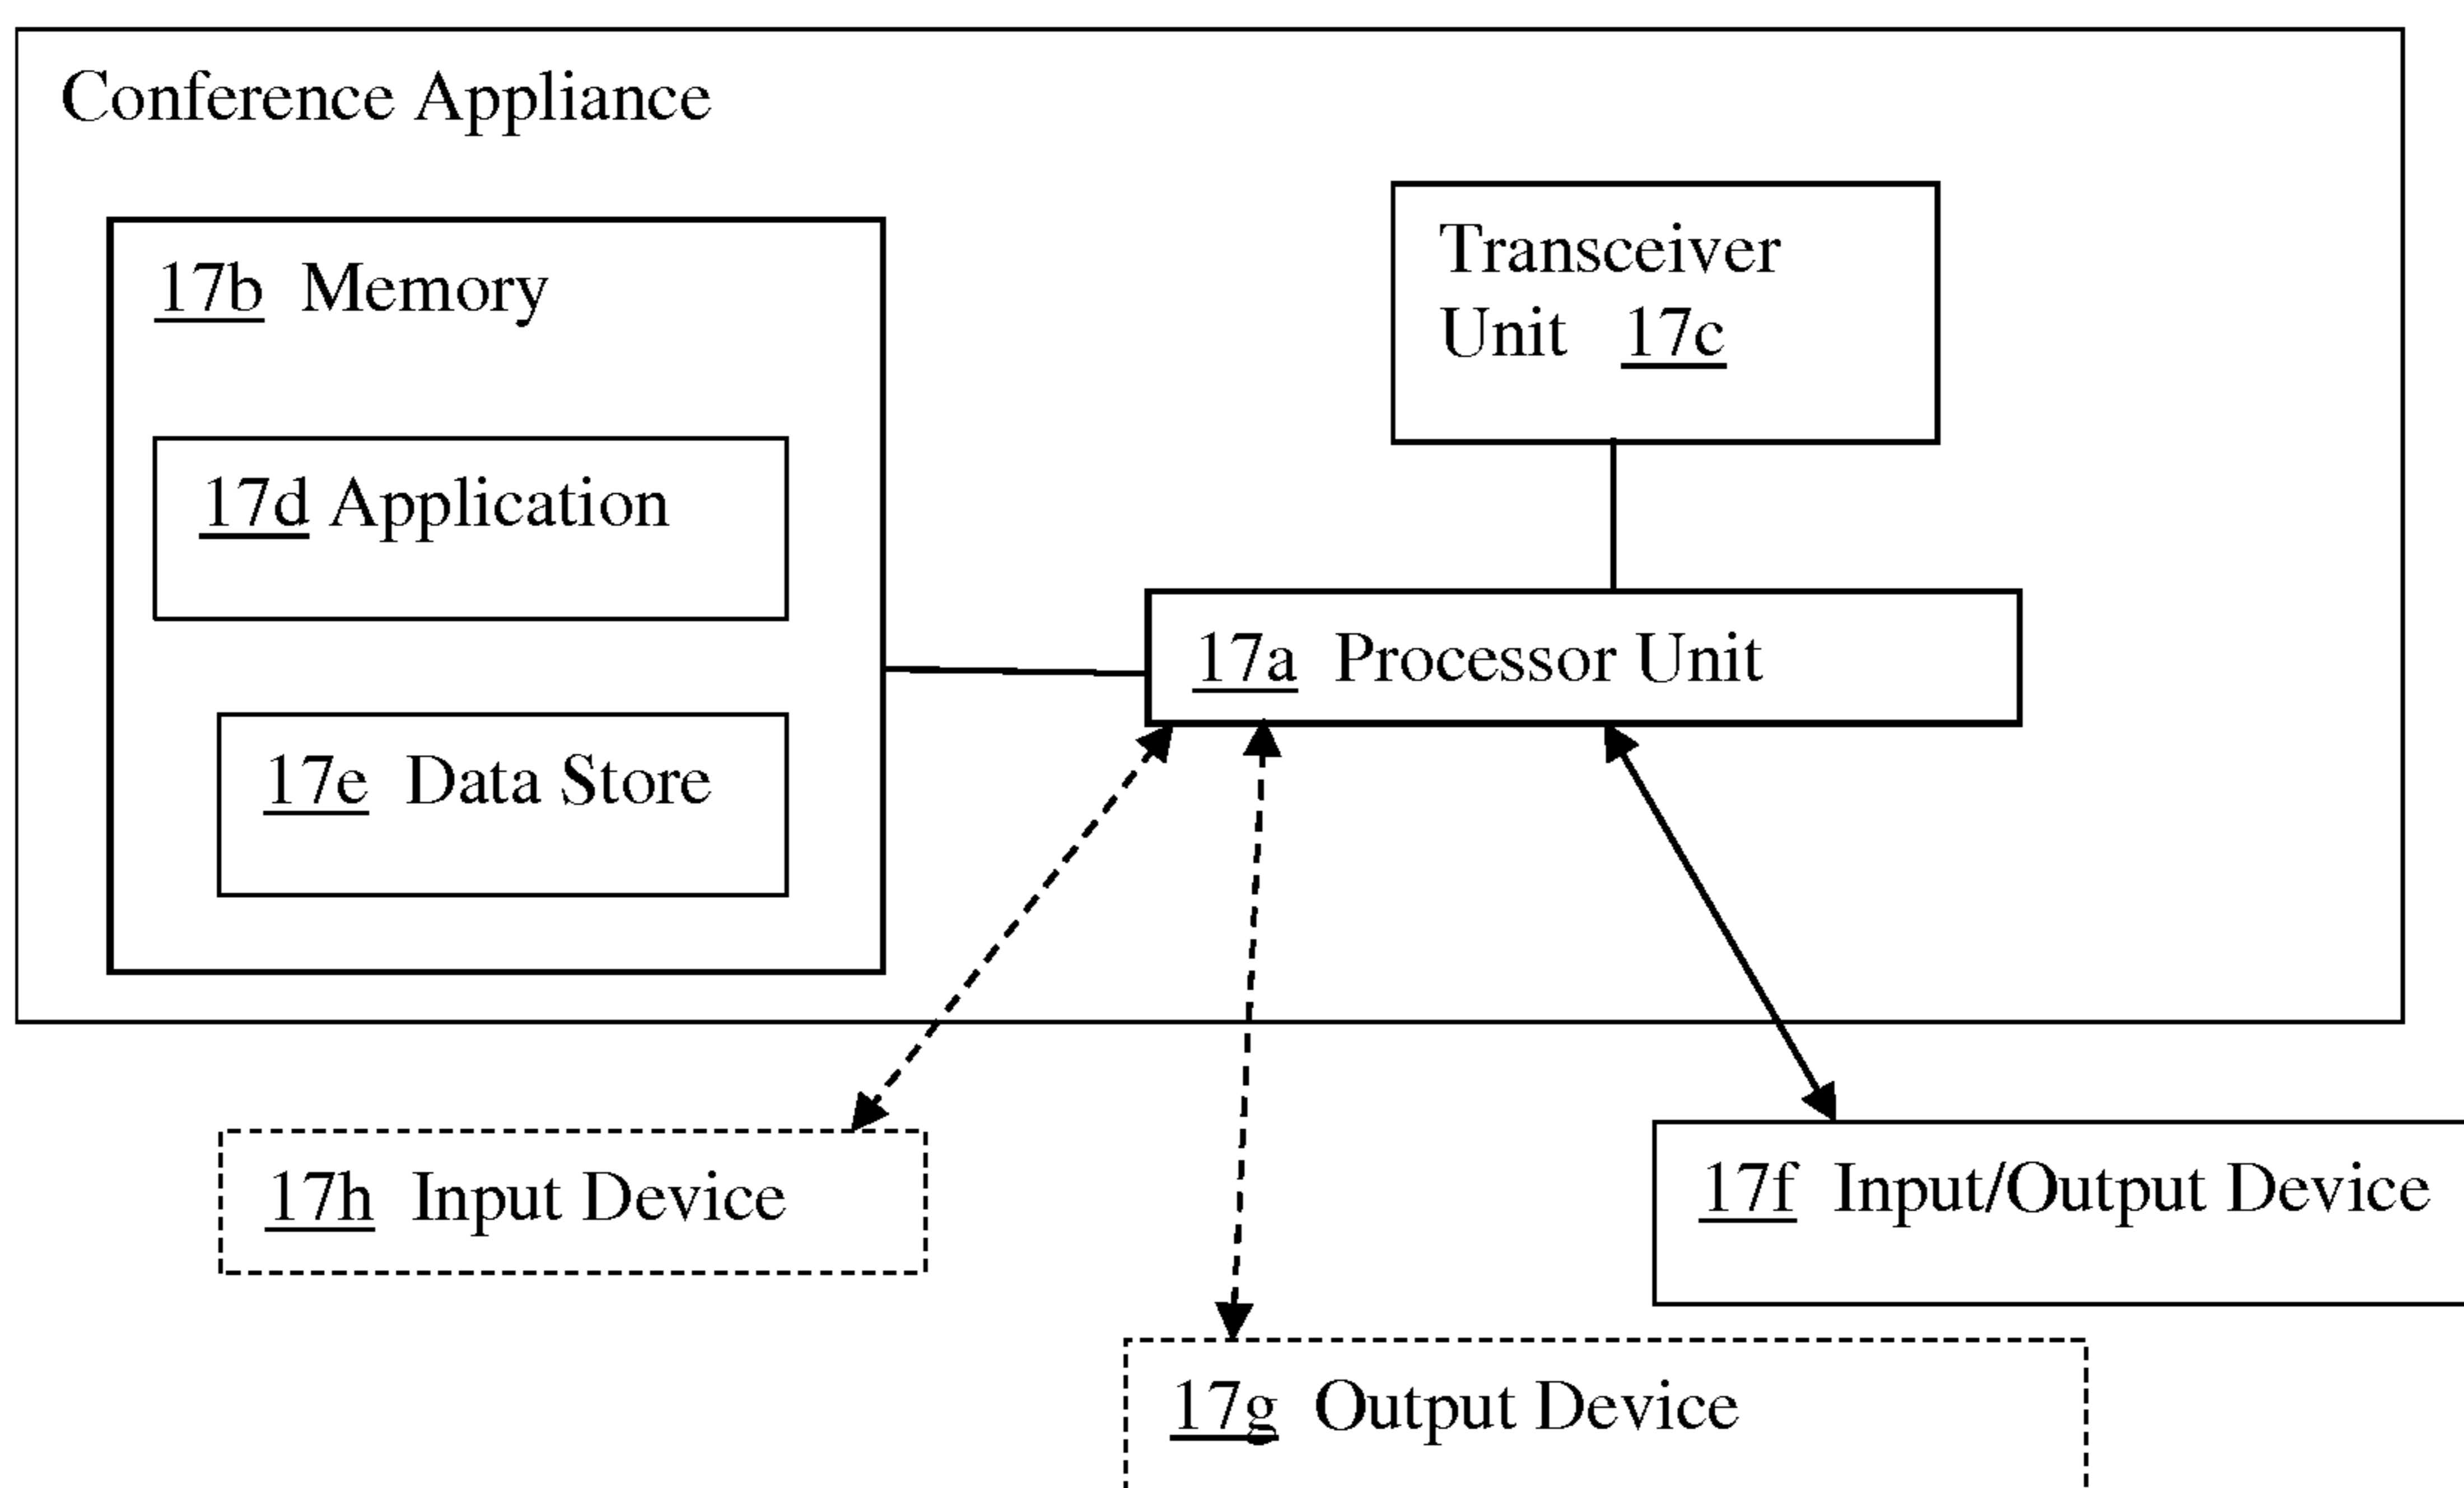 Conference Appliance
17b Memory
Transceiver
Unit 17c
17d Application
17a Processor Unit
17e Data Store
17h Input Device
17f Input/Output Device
17g Output Device